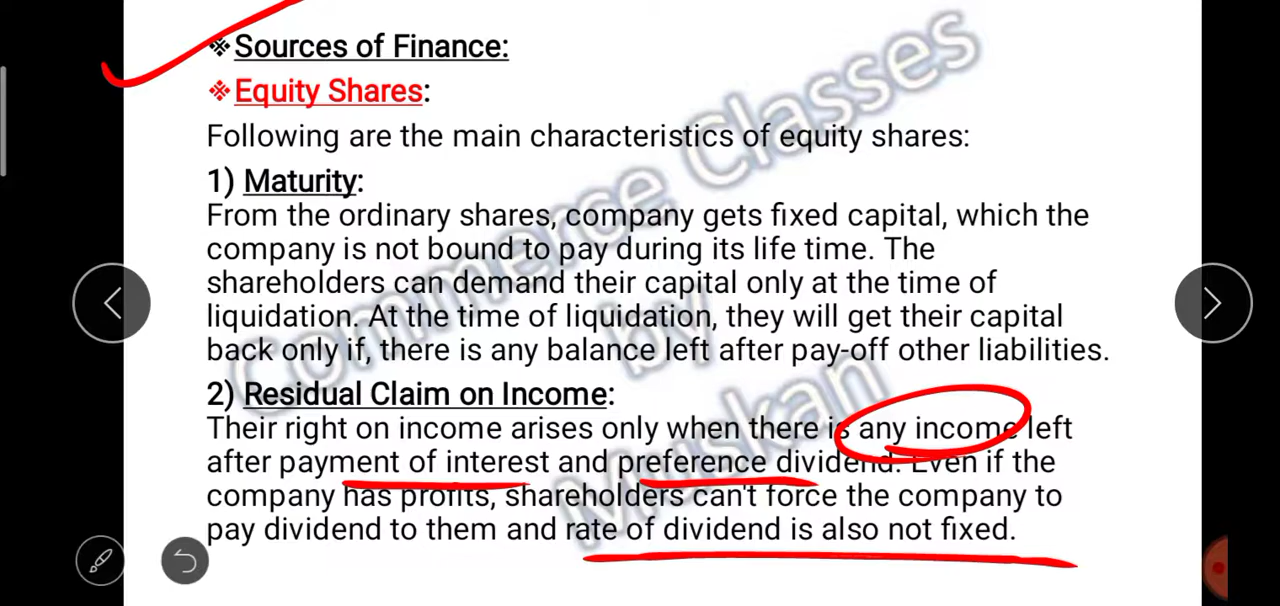 ❖ Sources of Finance:
❖ Equity Shares:
Following are the main characteristics of equity shares:
1) Maturity:
From the ordinary shares, company gets fixed capital, which the
company is not bound to pay during its life time. The
shareholders can demand their capital only at the time of
liquidation. At the time of liquidation, they will get their capital
back only if, there is any balance left after pay-off other liabilities.
2) Residual Claim on Income:
Their right on income arises only when there is any income left
after payment of interest and preference dividend. Even if the
company has profits, shareholders can't force the company to
pay dividend to them and rate of dividend is also not fixed.
Commerce Classes
by
Muskan